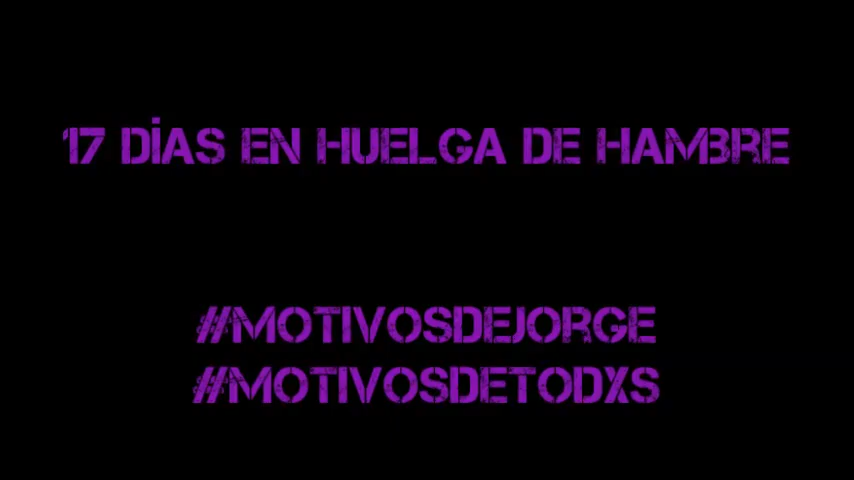 17 DÍAS EN HUELGA DE HAMBRE
#MOTIVOSDEJORGE
#MOTIVOSDETODXS